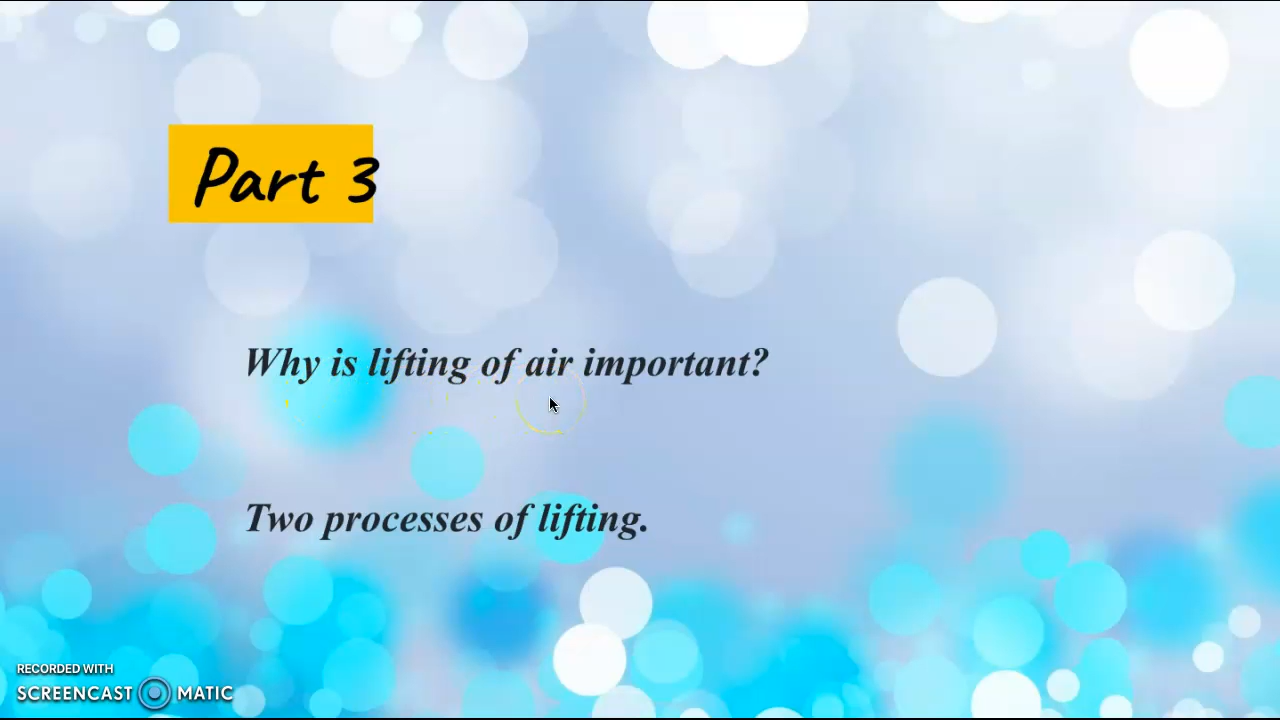 Part 3
Why is lifting of air important?
Two processes of lifting.
RECORDED WITH
SCREENCAST MATIC